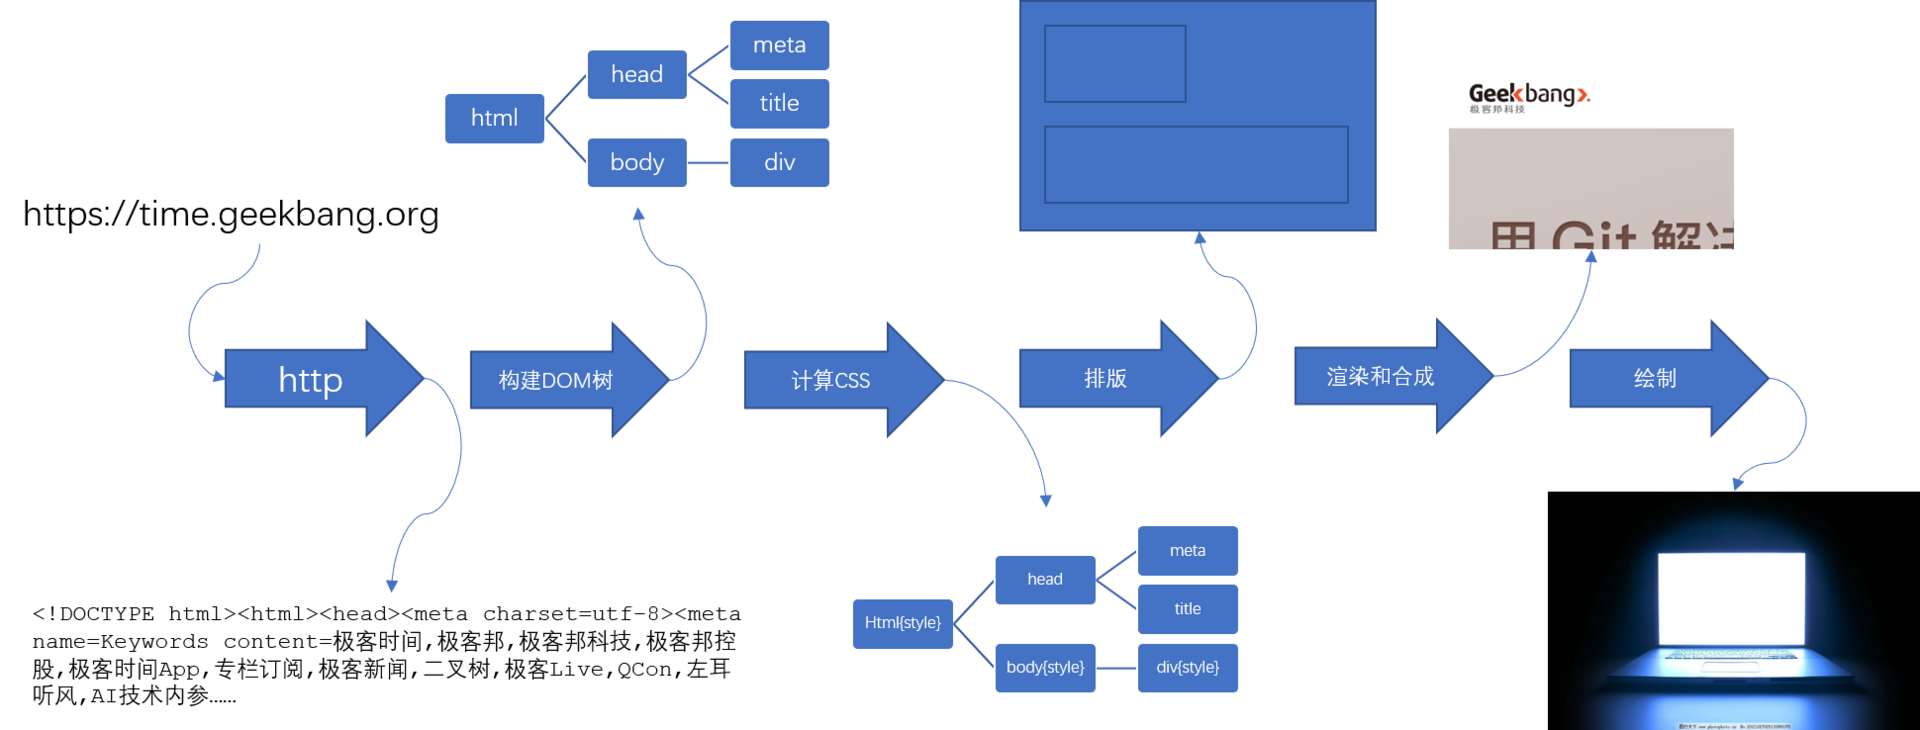 meta
head
title
html
body
div
https://time.geekbang.org
Geekbang
极客邦科技
用 Git 解决
http
构建DOM树
计算CSS
排版
渲染和合成
绘制
<!DOCTYPE html><html><head><meta charset=utf-8><meta
name=Keywords content=极客时间,极客邦,极客邦科技,极客邦控
股,极客时间App,专栏订阅,极客新闻,二叉树,极客Live,QCon,左耳
听风,AI技术内参……
meta
head
title
Html{style}
body{style}
div{style}